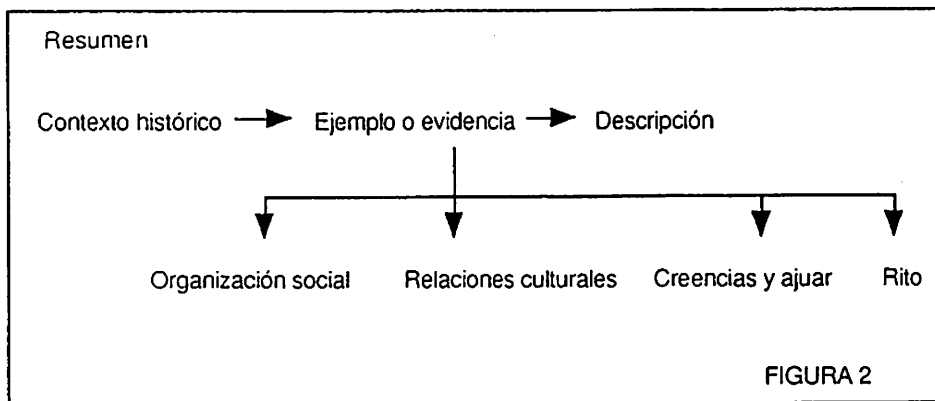 Resumen
Contexto histórico Ejemplo o evidencia Descripción
Organización social Relaciones culturales Creencias y ajuar Rito
FIGURA 2